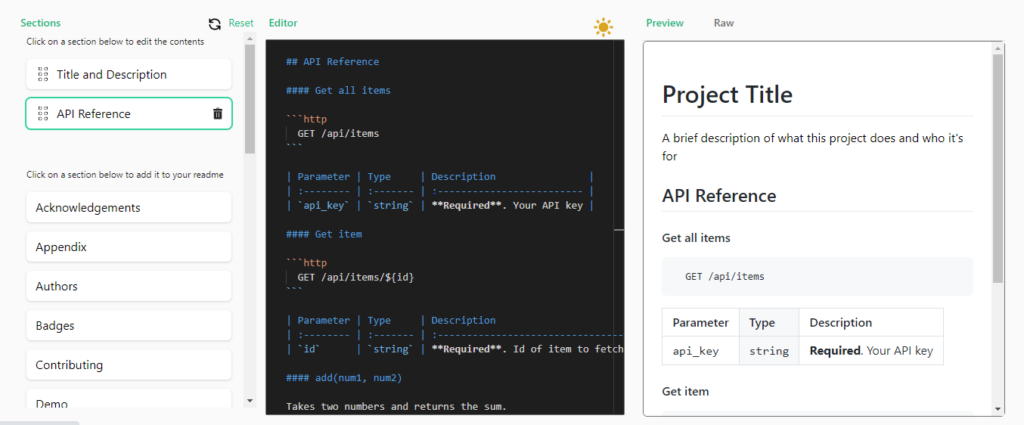 Sections
Reset
Click on a section below to edit the contents
Title and Description
API Reference
Click on a section below to add it to your readme
Acknowledgements
Appendix
Authors
Badges
Contributing
Demo
Editor
## API Reference
#### Get all items
```http
GET /api/items
```
| Parameter | Type | Description |
| :-------- | :------- | :------------------------- |
| `api_key` | `string` | **Required**. Your API key |
#### Get item
```http
GET /api/items/${id}
```
| Parameter | Type | Description
| :-------- | :------- | :--------------------------------
| `id` | `string` | **Required**. Id of item to fetch
#### add(num1, num2)
Takes two numbers and returns the sum.
Preview Raw
Project Title
A brief description of what this project does and who it's
for
API Reference
Get all items
GET /api/items
Parameter Type Description
api_key string Required. Your API key
Get item